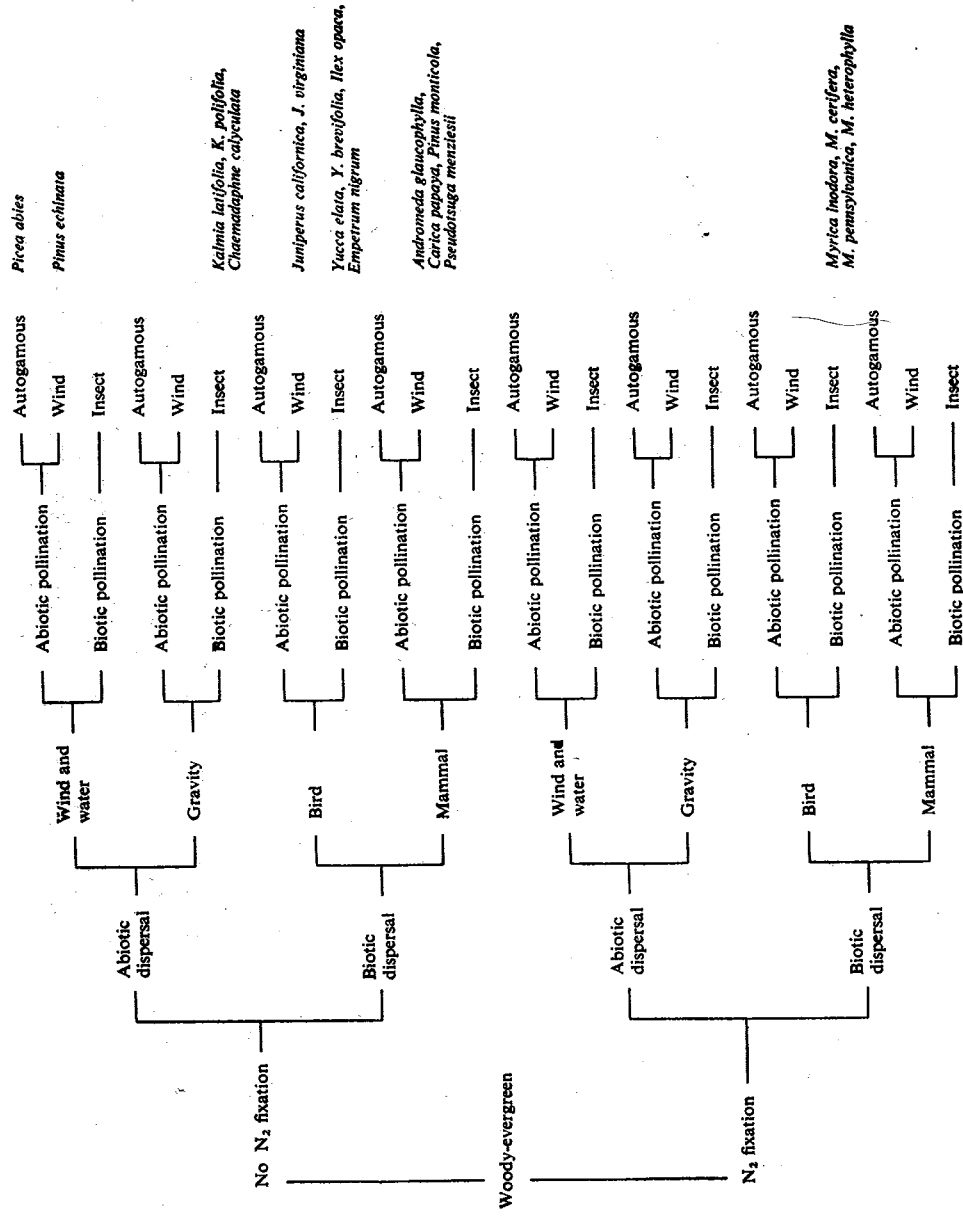 Woody-evergreen
No N₂ fixation
N₂ fixation
Abiotic
dispersal
Biotic
dispersal
Abiotic
dispersal
Biotic
dispersal
Wind and
water
Gravity
Bird
Mammal
Wind and
water
Gravity
Bird
Mammal
Abiotic pollination
Biotic pollination
Abiotic pollination
Biotic pollination
Abiotic pollination
Biotic pollination
Abiotic pollination
Biotic pollination
Abiotic pollination
Biotic pollination
Abiotic pollination
Biotic pollination
Abiotic pollination
Biotic pollination
Abiotic pollination
Biotic pollination
Autogamous
Wind
Insect
Autogamous
Wind
Insect
Autogamous
Wind
Insect
Autogamous
Wind
Insect
Autogamous
Wind
Insect
Autogamous
Wind
Insect
Autogamous
Wind
Insect
Autogamous
Wind
Insect
Picea abies
Pinus echinata
Kalmia latifolia, K. polifolia,
Chaemadaphne calyculata
Juniperus californica, J. virginiana
Yucca elata, Y. brevifolia, Ilex opaca,
Empetrum nigrum
Andromeda glaucophylla,
Carica papaya, Pinus monticola,
Pseudotsuga menziesii
Myrica inodora, M. cerifera,
M. pennsylvanica, M. heterophylla